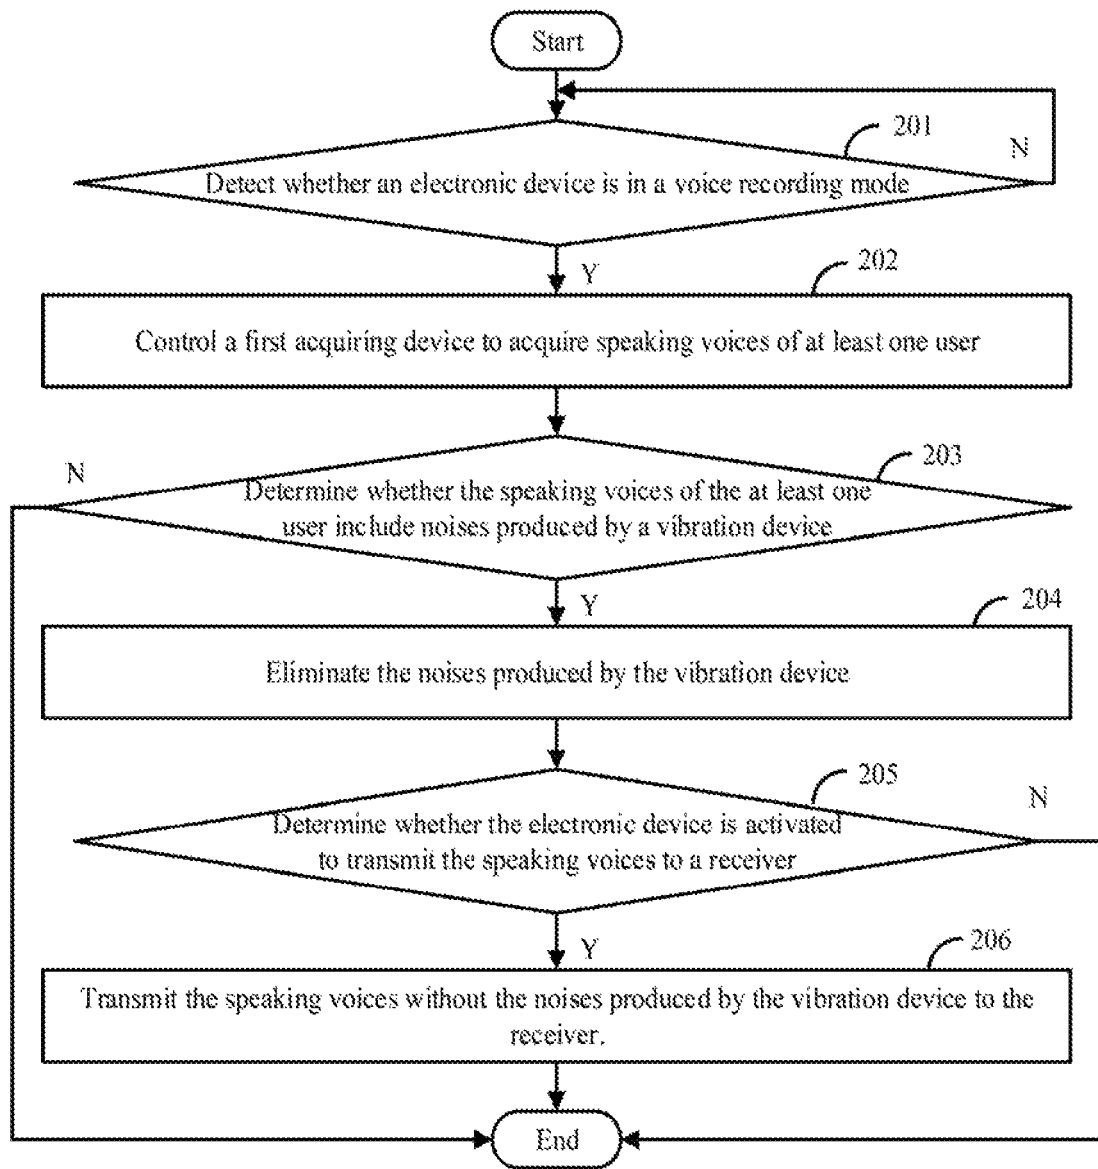 Start
201
N
Detect whether an electronic device is in a voice recording mode
Y
202
Control a first acquiring device to acquire speaking voices of at least one user
N
203
Determine whether the speaking voices of the at least one
user include noises produced by a vibration device
Y
204
Eliminate the noises produced by the vibration device
205
N
Determine whether the electronic device is activated
to transmit the speaking voices to a receiver
Y
206
Transmit the speaking voices without the noises produced by the vibration device to the
receiver.
End